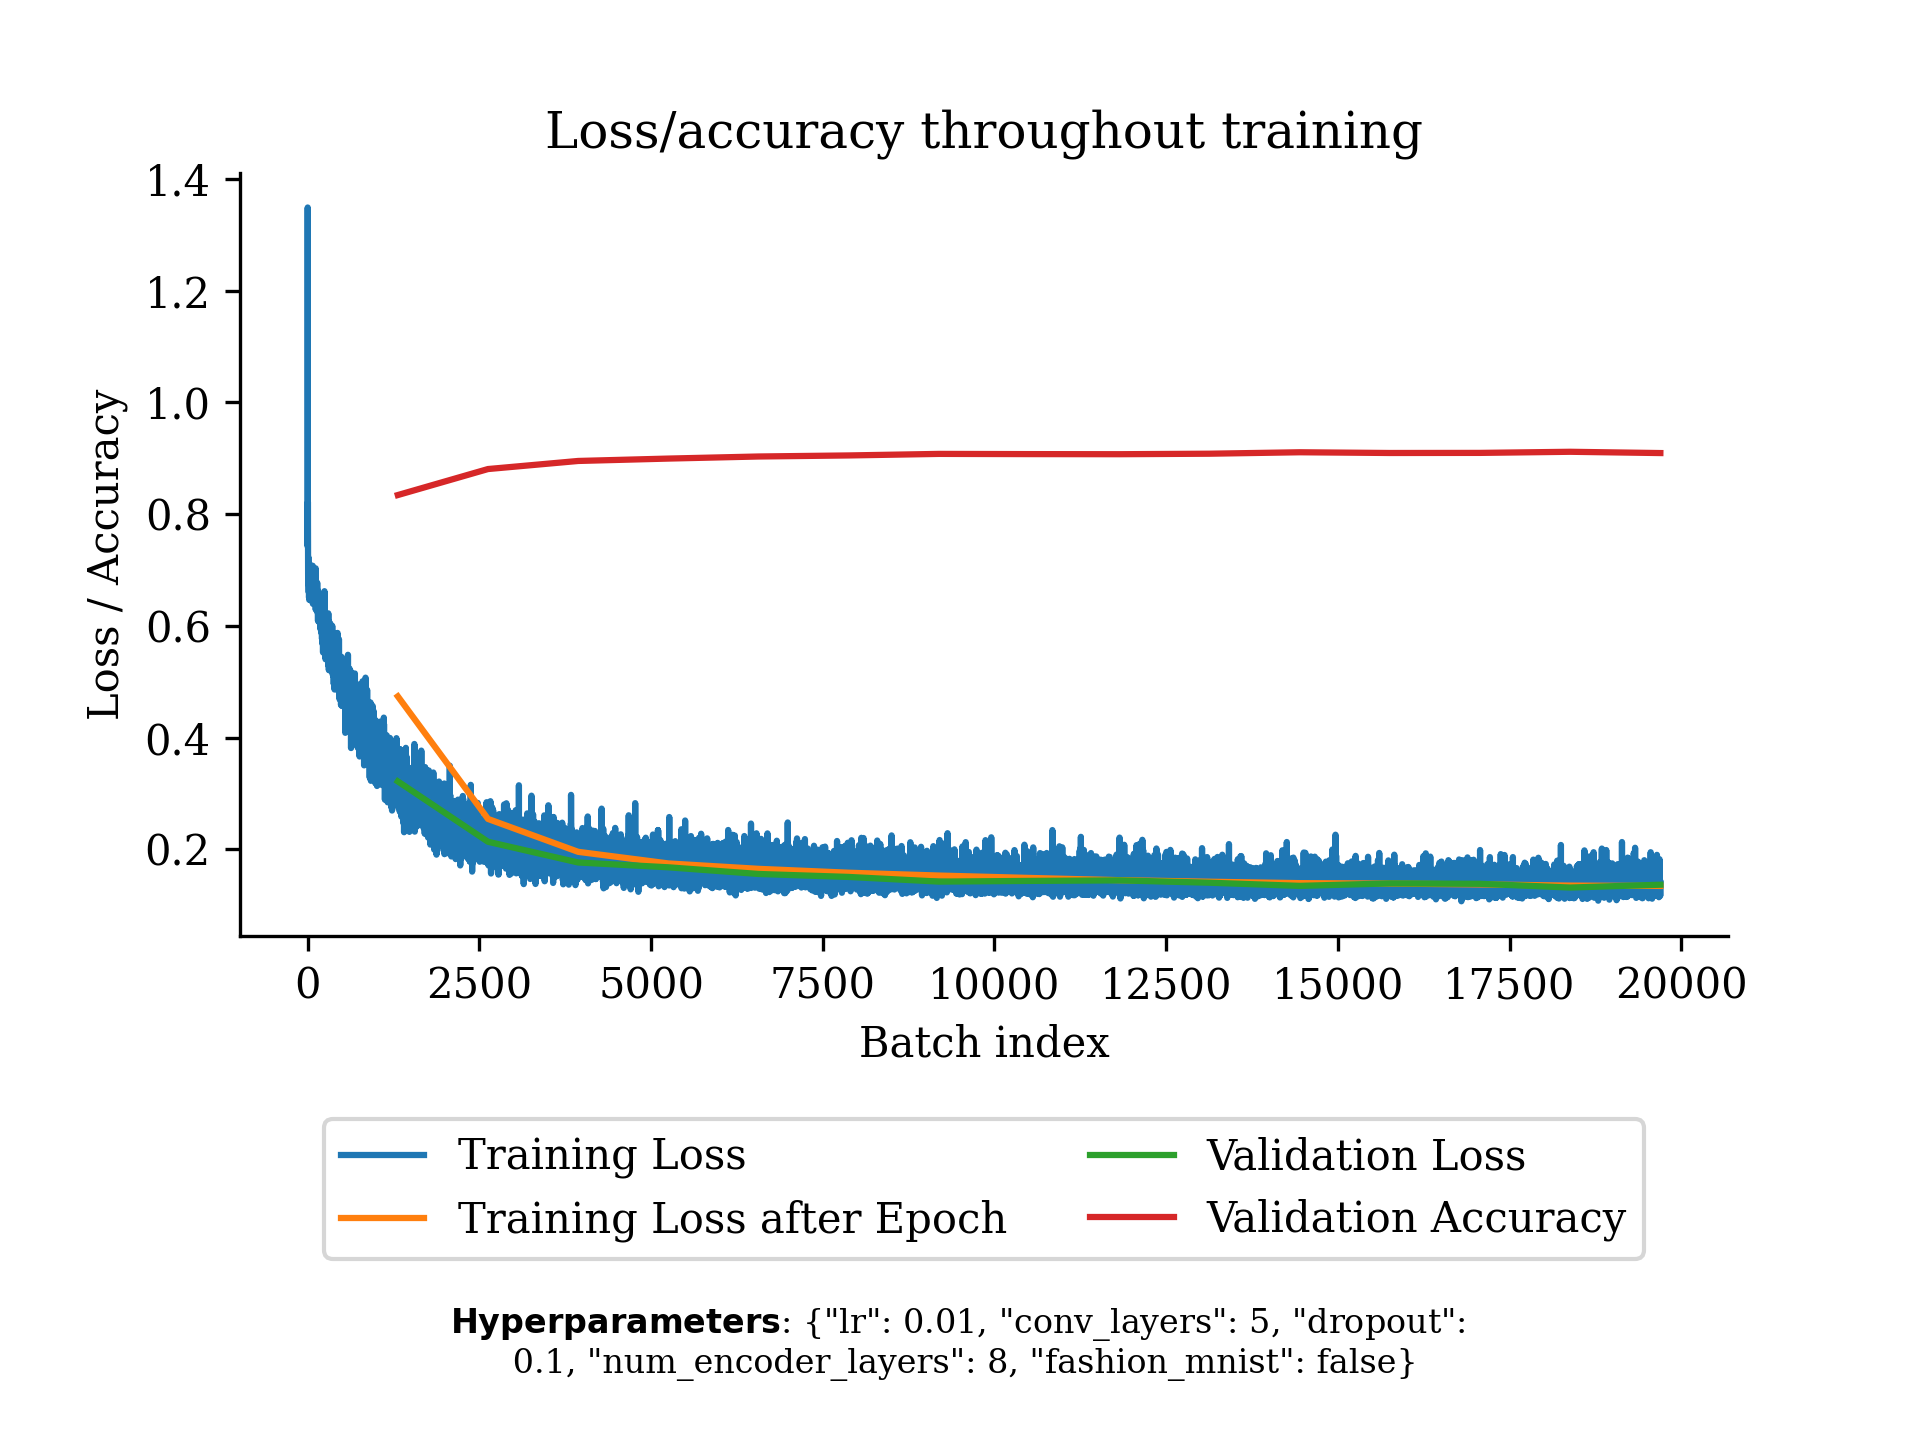 Loss/accuracy throughout training
1.4
1.2
1.0
0.8
0.6
0.4
0.2
Loss / Accuracy
0 2500 5000 7500 10000 12500 15000 17500 20000
Batch index
Training Loss
Training Loss after Epoch
Validation Loss
Validation Accuracy
Hyperparameters: {"lr": 0.01, "conv_layers": 5, "dropout":
0.1, "num_encoder_layers": 8, "fashion_mnist": false}